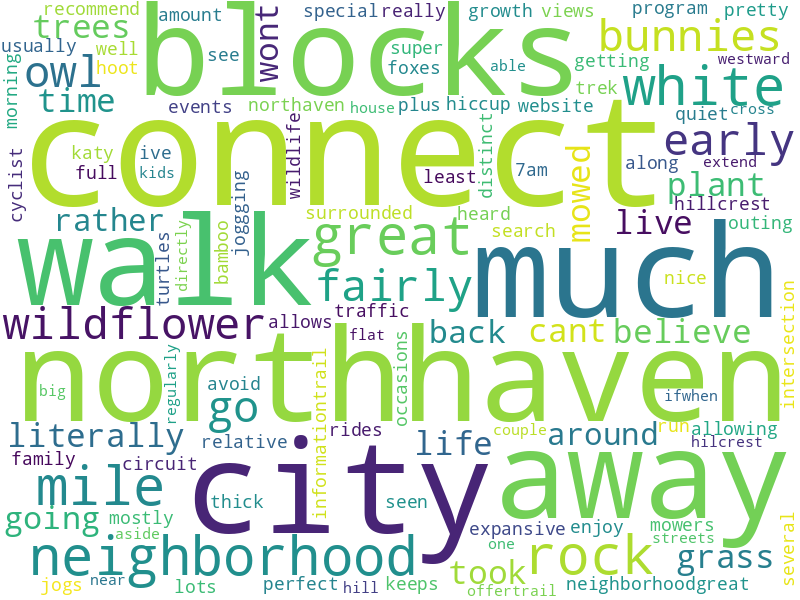 recommend amount special really growth views program pretty
trees blocks wont bunnies
usually well see super foxes able getting westward
morning hoot owl white
time events northaven house plus hiccup website trek quiet cross
connect early
cyclist katy ive wildlife least distinct 7am along extend
full kids mowed plant
rather joggging surrounded heard live hillcrest
walk great search outing
turtles directly bamboo fairly much nice
wildflower allows traffic back cant believe intersection
flat
northhaven
regularly avoid occasions
big go informationtrail ifwhen
literally relative rides life couple around run allowing
hilcrest
family circuit city away
mile thick seen
going mostly expansive enjoy mowers several
aside neighborhood one rock streets grass
took
jogs near lots perfect hill keeps offertrail neighborhoodgreat